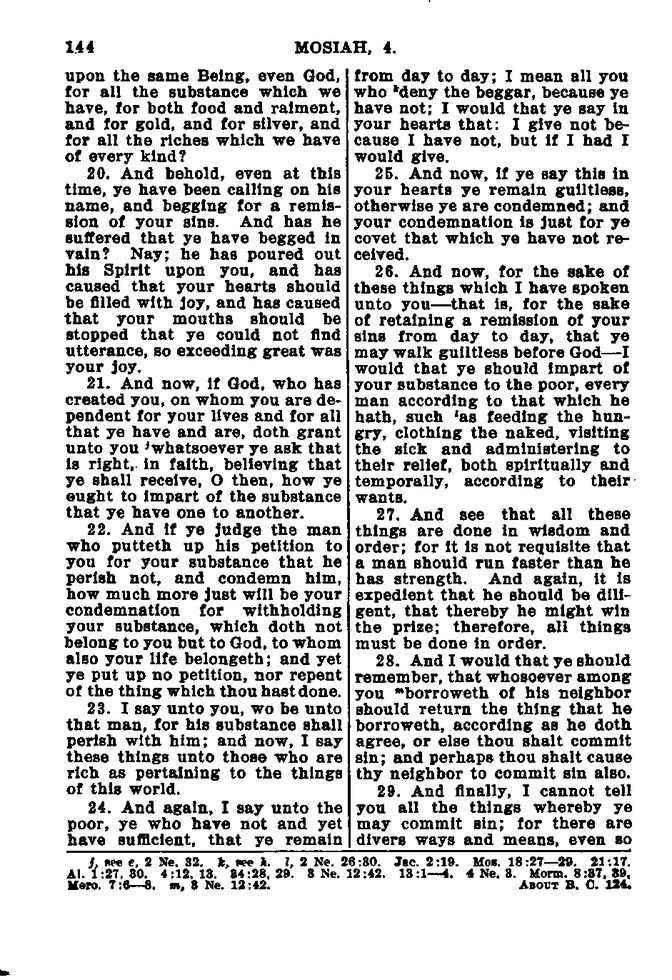 144
MOSIAH, 4.
upon the same Being, even God,
for all the substance which we
have, for both food and raiment,
and for gold, and for silver, and
for all the riches which we have
of every kind?
20. And behold, even at this
time, ye have been calling on his
name, and begging for a remis-
sion of your sins. And has he
suffered that ye have begged in
vain? Nay; he has poured out
his Spirit upon you, and has
caused that your hearts should
be filled with joy, and has caused
that your mouths should be
stopped that ye could not find
utterance, so exceeding great was
your joy.
21. And now, if God, who has
created you, on whom you are de-
pendent for your lives and for all
that ye have and are, doth grant
unto you jwhatsoever ye ask that
is right, in faith, believing that
ye shall receive, O then, how ye
ought to impart of the substance
that ye have one to another.
22. And if ye judge the man
who putteth up his petition to
you for your substance that he
perish not, and condemn him,
how much more just will be your
condemnation for withholding
your substance, which doth not
belong to you but to God, to whom
also your life belongeth; and yet
ye put up no petition, nor repent
of the thing which thou hast done.
23. I say unto you, wo be unto
that man, for his substance shall
perish with him; and now, I say
these things unto those who are
rich as pertaining to the things
of this world.
24. And again, I say unto the
poor, ye who have not and yet
have sufficient, that ye remain
from day to day; I mean all you
who kdeny the beggar, because ye
have not; I would that ye say in
your hearts that: I give not be-
cause I have not, but if I had I
would give.
25. And now, if ye say this in
your hearts ye remain guiltless,
otherwise ye are condemned; and
your condemnation is just for ye
covet that which ye have not re-
ceived.
26. And now, for the sake of
these things which I have spoken
unto you—that is, for the sake
of retaining a remission of your
sins from day to day, that ye
may walk guiltless before God—I
would that ye should impart of
your substance to the poor, every
man according to that which he
hath, such las feeding the hun-
gry, clothing the naked, visiting
the sick and administering to
their relief, both spiritually and
temporally, according to their
wants.
27. And see that all these
things are done in wisdom and
order; for it is not requisite that
a man should run faster than he
has strength. And again, it is
expedient that he should be dili-
gent, that thereby he might win
the prize; therefore, all things
must be done in order.
28. And I would that ye should
remember, that whosoever among
you mborroweth of his neighbor
should return the thing that he
borroweth, according as he doth
agree, or else thou shalt commit
sin; and perhaps thou shalt cause
thy neighbor to commit sin also.
29. And finally, I cannot tell
you all the things whereby ye
may commit sin; for there are
divers ways and means, even so
j, see e, 2 Ne. 32. k, see h. l, 2 Ne. 26:30. Jac. 2:19. Mos. 18:27—29. 21:17.
Al. 1:27, 30. 4:12, 13. 34:28, 29. 3 Ne. 12:42. 13:1—4. 4 Ne. 3. Morm. 8:37, 39.
Moro. 7:6—8. m, 3 Ne. 12:42.
ABOUT B. C. 124.